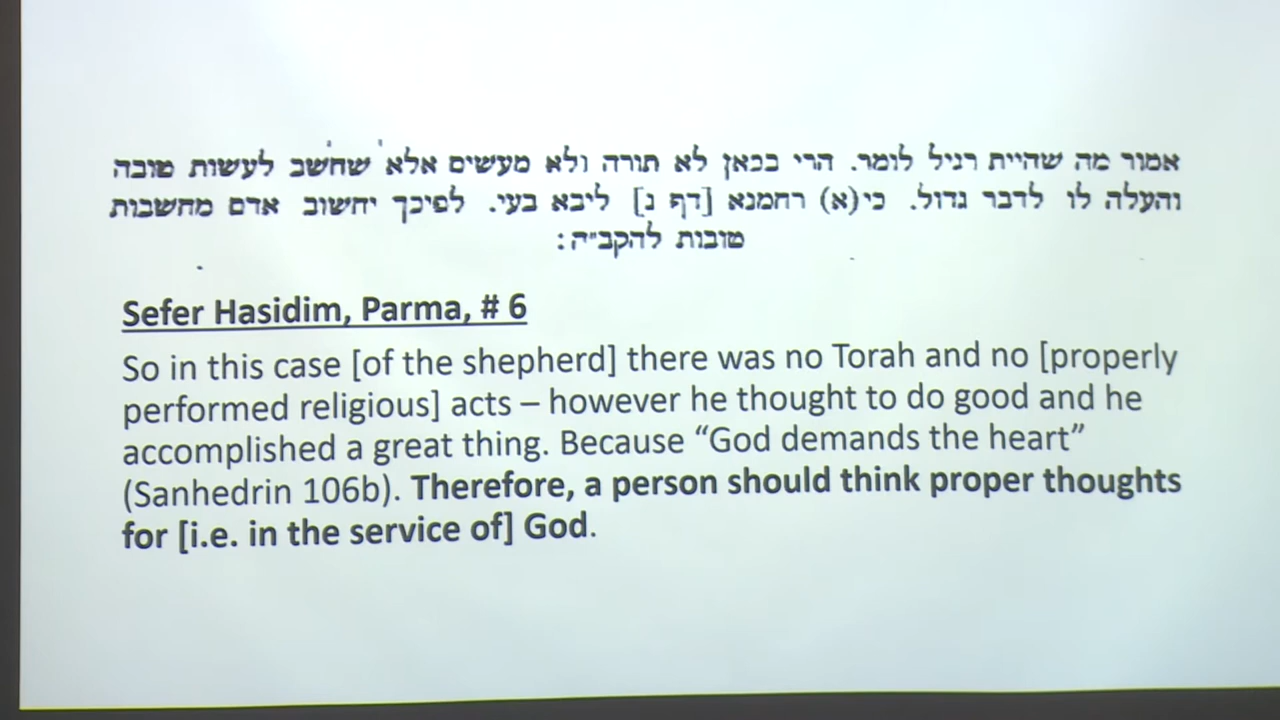 אמור מה שהיית רגיל לומר. הרי בכאן לא תורה ולא מעשים אלא שחשב לעשות טובה
והעלה לו לדבר גדול. כי(א) רחמנא [דף נ] ליבא בעי. לפיכך יחשוב אדם מחשבות
טובות להקב״ה:
Sefer Hasidim, Parma, # 6
So in this case [of the shepherd] there was no Torah and no [properly
performed religious] acts – however he thought to do good and he
accomplished a great thing. Because “God demands the heart”
(Sanhedrin 106b). Therefore, a person should think proper thoughts
for [i.e. in the service of] God.